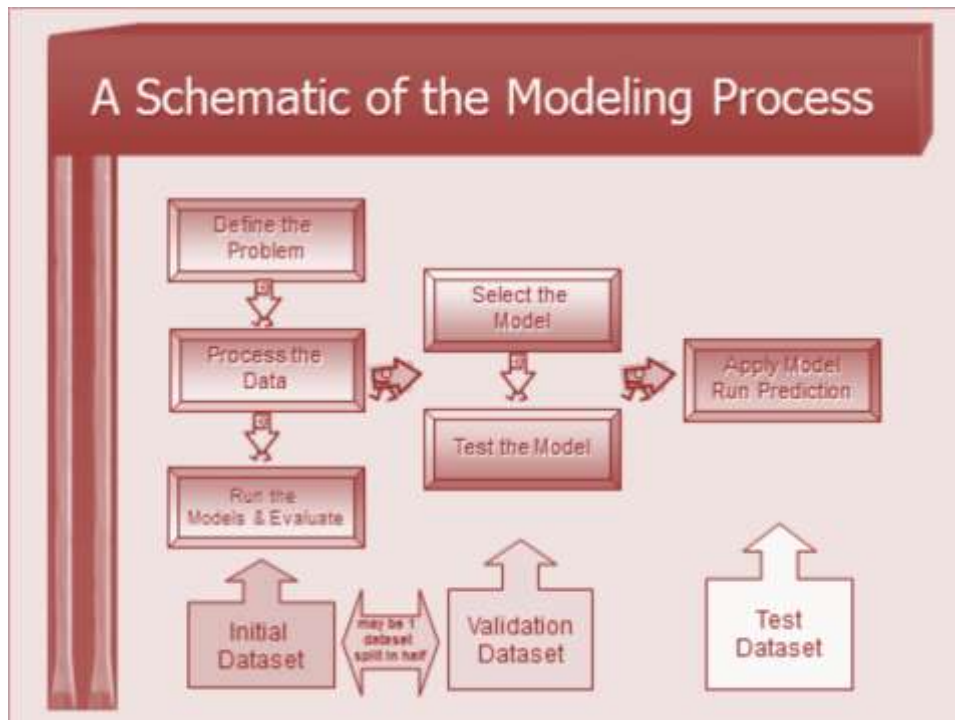 A Schematic of the Modeling Process
Define the
Problem
Process the
Data
Run the
Models & Evaluate
Select the
Model
Test the Model
Apply Model
Run Prediction
Initial
Dataset
may be 1
dataset
split in half
Validation
Dataset
Test
Dataset